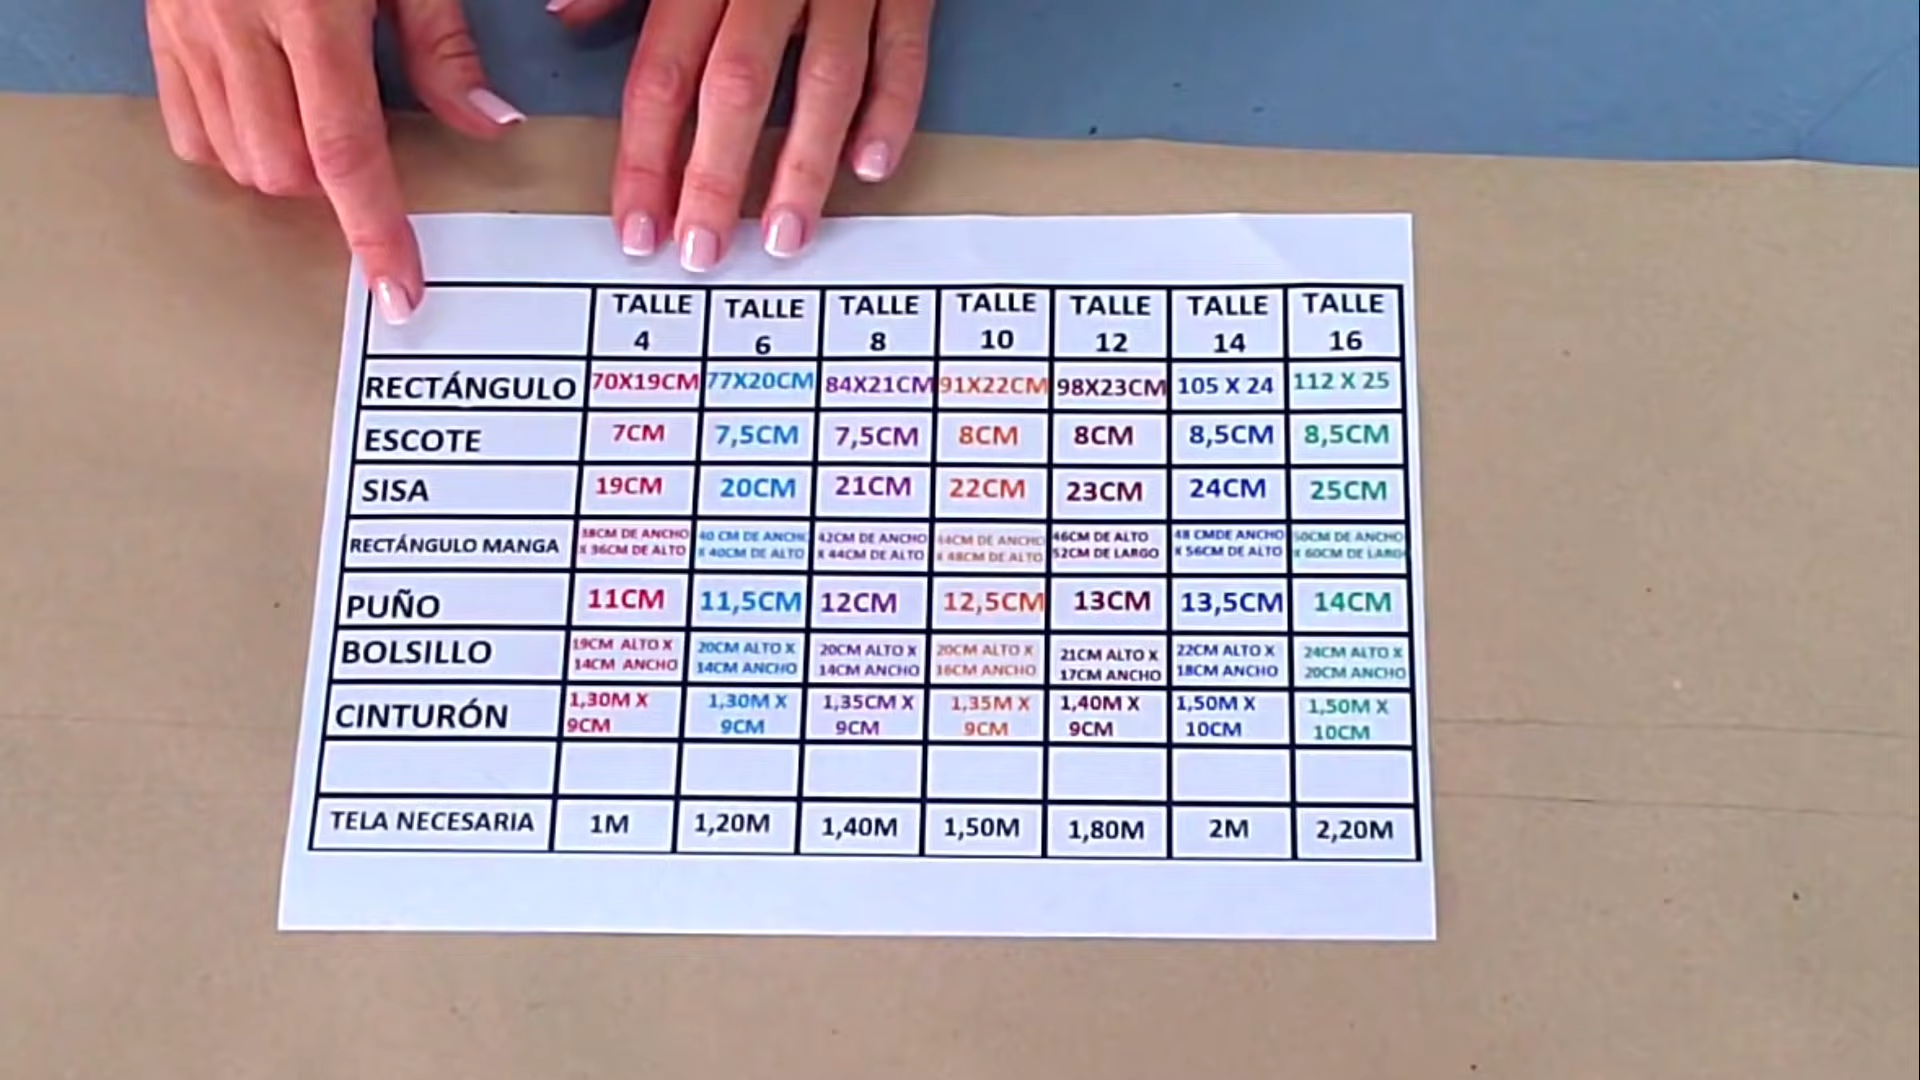 TALLE 4 TALLE 6 TALLE 8 TALLE 10 TALLE 12 TALLE 14 TALLE 16
RECTÁNGULO 70X19CM 77X20CM 84X21CM 91X22CM 98X23CM 105 X 24 112 X 25
ESCOTE 7CM 7,5CM 7,5CM 8CM 8CM 8,5CM 8,5CM
SISA 19CM 20CM 21CM 22CM 23CM 24CM 25CM
RECTÁNGULO MANGA 38CM DE ANCHO X 36CM DE ALTO 40 CM DE ANCHO X 40CM DE ALTO 42CM DE ANCHO X 44CM DE ALTO 44CM DE ANCHO X 48CM DE ALTO 46CM DE ALTO 52CM DE LARGO 48 CMDE ANCHO X 56CM DE ALTO 50CM DE ANCHO X 60CM DE LARGO
PUÑO 11CM 11,5CM 12CM 12,5CM 13CM 13,5CM 14CM
BOLSILLO 19CM ALTO X 14CM ANCHO 20CM ALTO X 14CM ANCHO 20CM ALTO X 14CM ANCHO 20CM ALTO X 16CM ANCHO 21CM ALTO X 17CM ANCHO 22CM ALTO X 18CM ANCHO 24CM ALTO X 20CM ANCHO
CINTURÓN 1,30M X 9CM 1,30M X 9CM 1,35CM X 9CM 1,35M X 9CM 1,40M X 9CM 1,50M X 10CM 1,50M X 10CM
TELA NECESARIA 1M 1,20M 1,40M 1,50M 1,80M 2M 2,20M